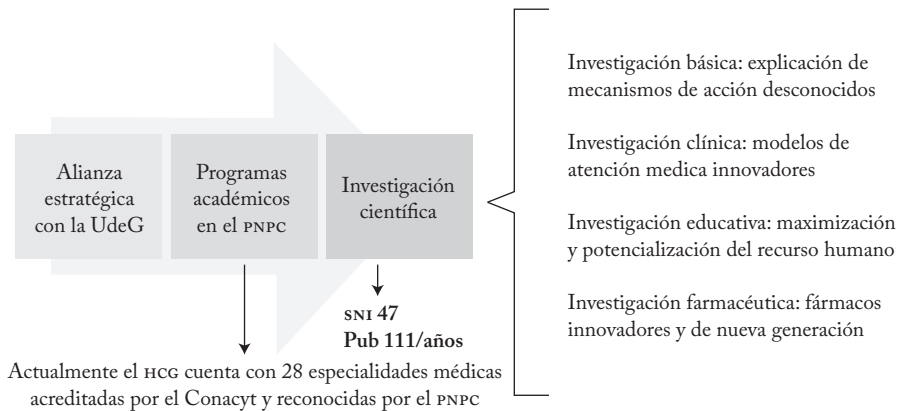 Alianza
estratégica
con la UdeG
Programas
académicos
en el PNPC
Investigación
científica
SNI 47
Pub 111/años
Actualmente el HCG cuenta con 28 especialidades médicas
acreditadas por el Conacyt y reconocidas por el PNPC
Investigación básica: explicación de
mecanismos de acción desconocidos
Investigación clínica: modelos de
atención medica innovadores
Investigación educativa: maximización
y potencialización del recurso humano
Investigación farmacéutica: fármacos
innovadores y de nueva generación